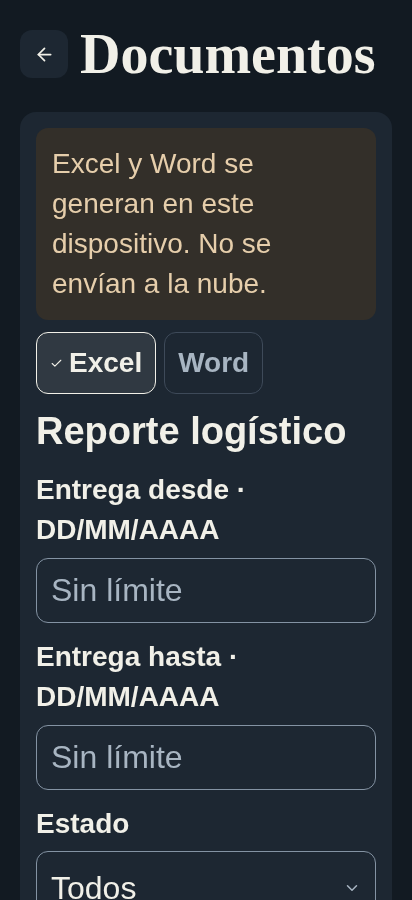 Documentos
Excel y Word se
generan en este
dispositivo. No se
envían a la nube.
Excel
Word
Reporte logístico
Entrega desde ·
DD/MM/AAAA
Sin límite
Entrega hasta ·
DD/MM/AAAA
Sin límite
Estado
Todos